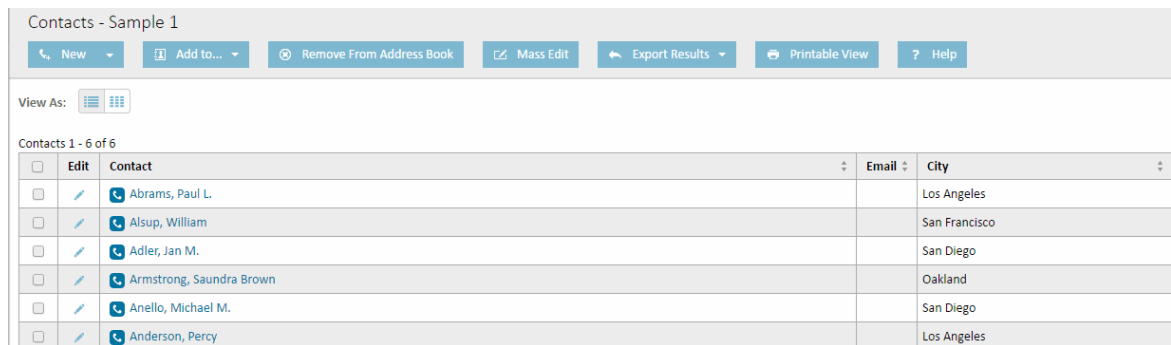 Contacts - Sample 1
New Add to... Remove From Address Book Mass Edit Export Results Printable View ? Help
View As:
Contacts 1 - 6 of 6
Edit Contact Email City
Abrams, Paul L. Los Angeles
Alsup, William San Francisco
Adler, Jan M. San Diego
Armstrong, Saundra Brown Oakland
Anello, Michael M. San Diego
Anderson, Percy Los Angeles